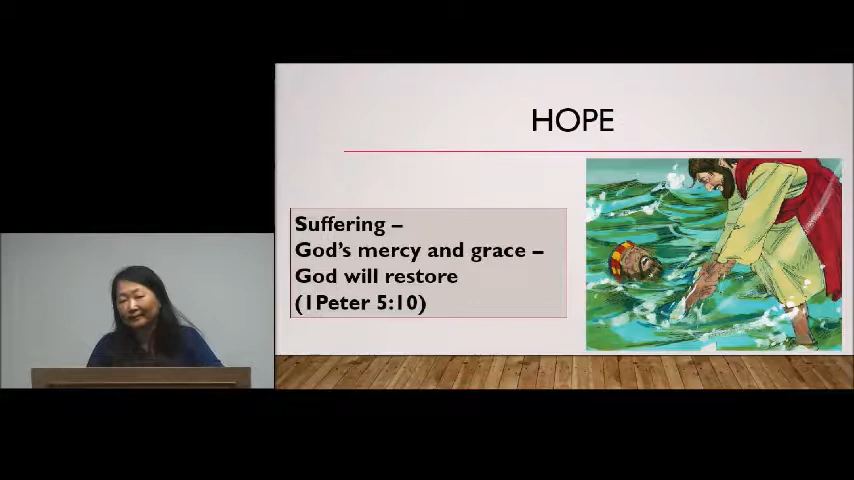 HOPE
Suffering –
God's mercy and grace –
God will restore
(1Peter 5:10)